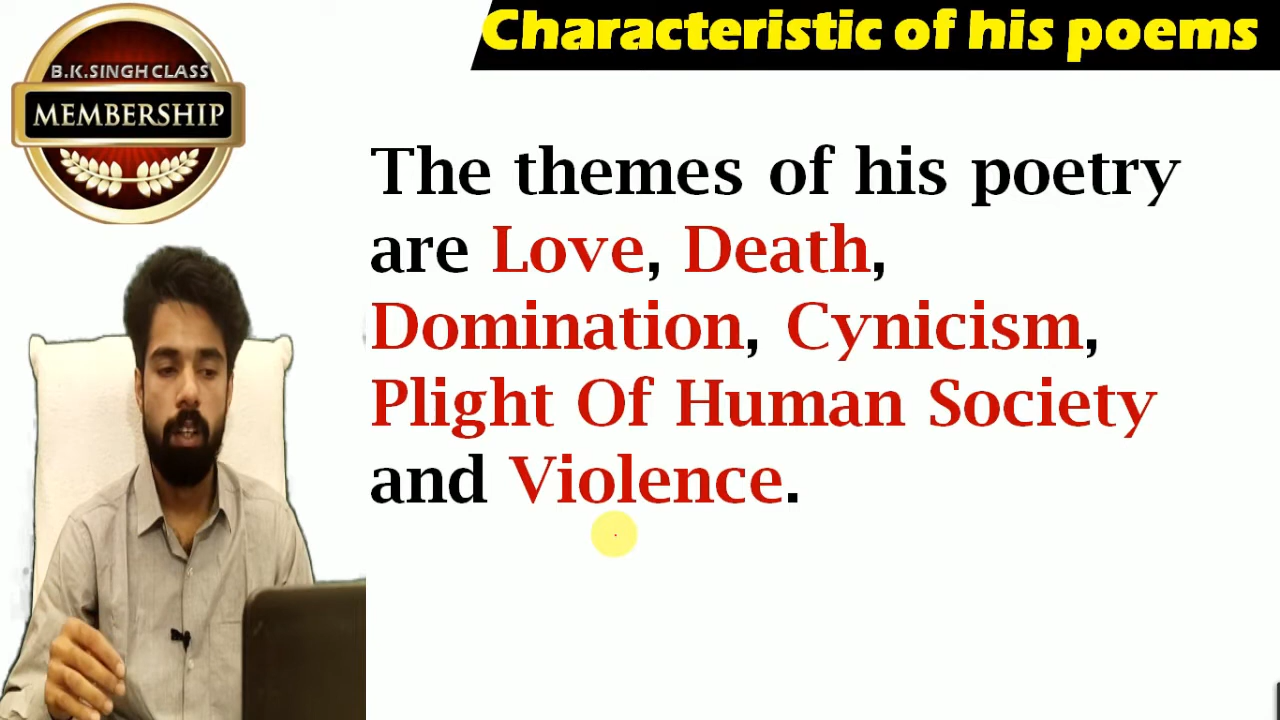 Characteristic of his poems
B.K.SINGH CLASS
MEMBERSHIP
The themes of his poetry
are Love, Death,
Domination, Cynicism,
Plight Of Human Society
and Violence.